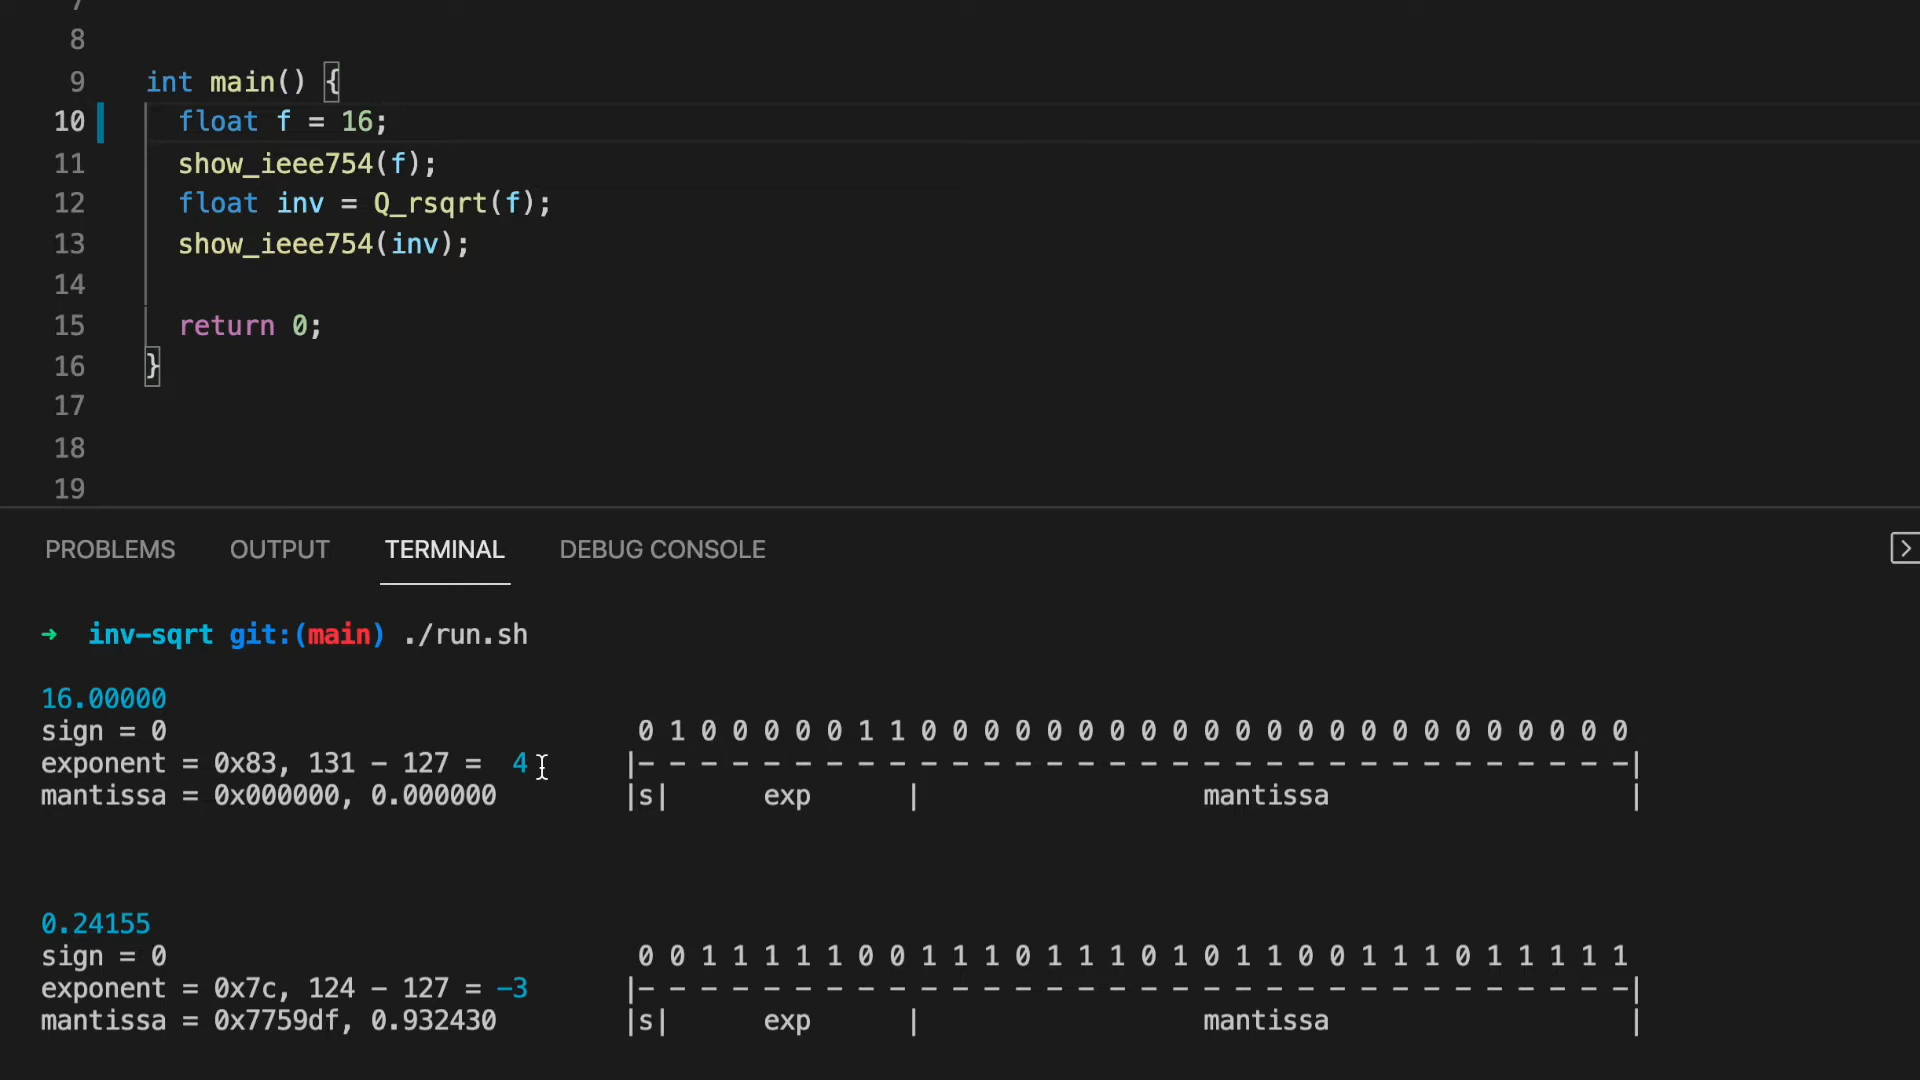 7
8
9 int main() {
10 float f = 16;
11 show_ieee754(f);
12 float inv = Q_rsqrt(f);
13 show_ieee754(inv);
14
15 return 0;
16 }
17
18
19
PROBLEMS OUTPUT TERMINAL DEBUG CONSOLE
➜ inv-sqrt git:(main) ./run.sh
16.00000
sign = 0 0 1 0 0 0 0 0 1 1 0 0 0 0 0 0 0 0 0 0 0 0 0 0 0 0 0 0 0 0 0 0 0
exponent = 0x83, 131 - 127 = 4 |- - - - - - - - - - - - - - - - - - - - - - - - - - - - - - - -|
mantissa = 0x000000, 0.000000 |s| exp | mantissa |
0.24155
sign = 0 0 0 1 1 1 1 1 0 0 1 1 1 0 1 1 1 0 1 0 1 1 0 0 1 1 1 0 1 1 1 1 1
exponent = 0x7c, 124 - 127 = -3 |- - - - - - - - - - - - - - - - - - - - - - - - - - - - - - - -|
mantissa = 0x7759df, 0.932430 |s| exp | mantissa |